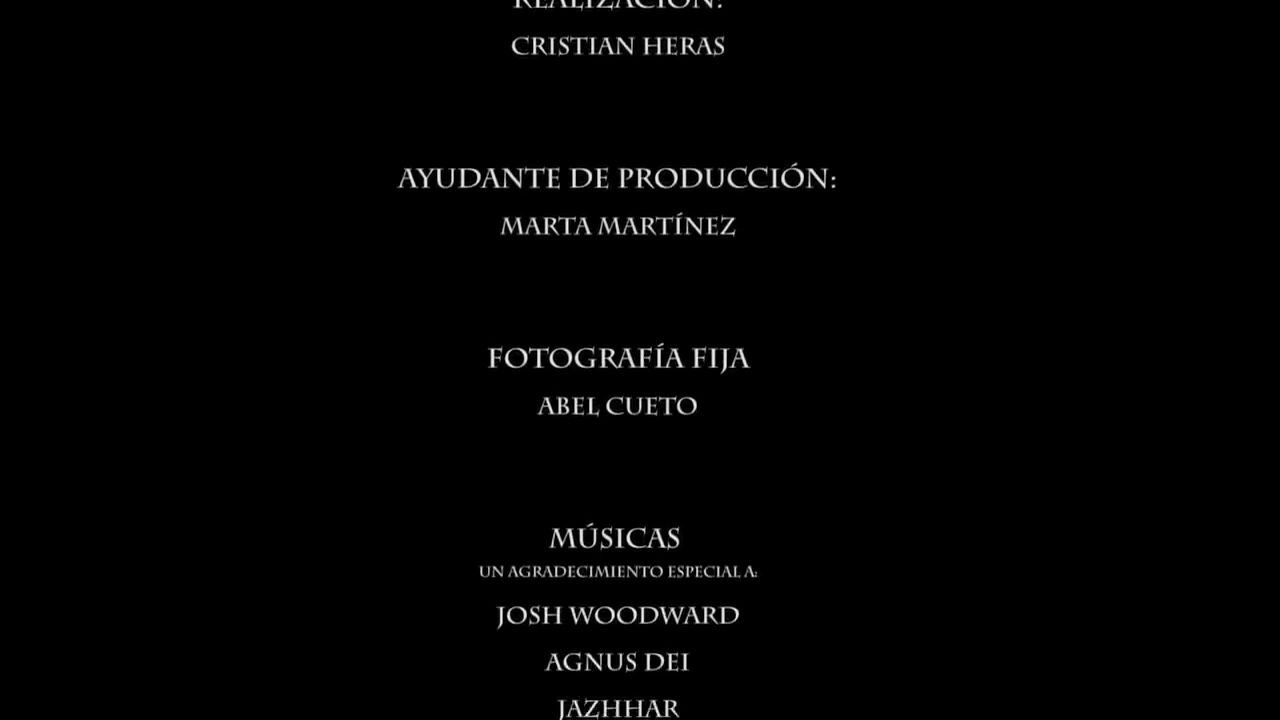 REALIZACIÓN:
CRISTIAN HERAS
AYUDANTE DE PRODUCCIÓN:
MARTA MARTÍNEZ
FOTOGRAFÍA FIJA
ABEL CUETO
MÚSICAS
UN AGRADECIMIENTO ESPECIAL A:
JOSH WOODWARD
AGNUS DEI
JAZHHAR